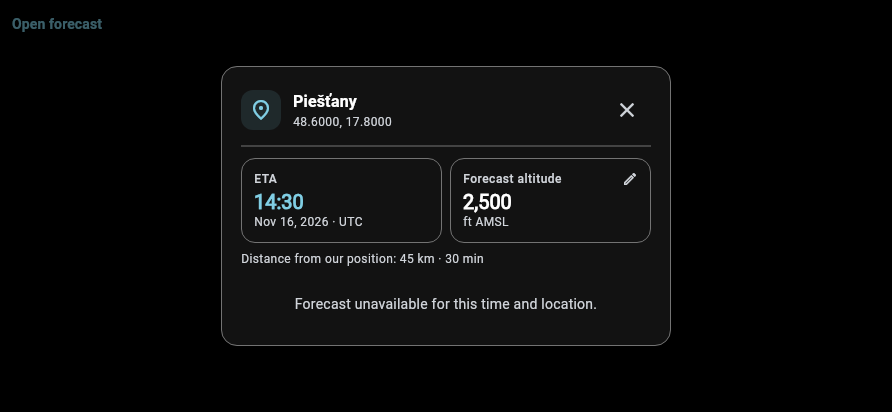 Open forecast
Piešťany
48.6000, 17.8000
ETA
14:30
Nov 16, 2026 · UTC
Forecast altitude
2,500
ft AMSL
Distance from our position: 45 km · 30 min
Forecast unavailable for this time and location.